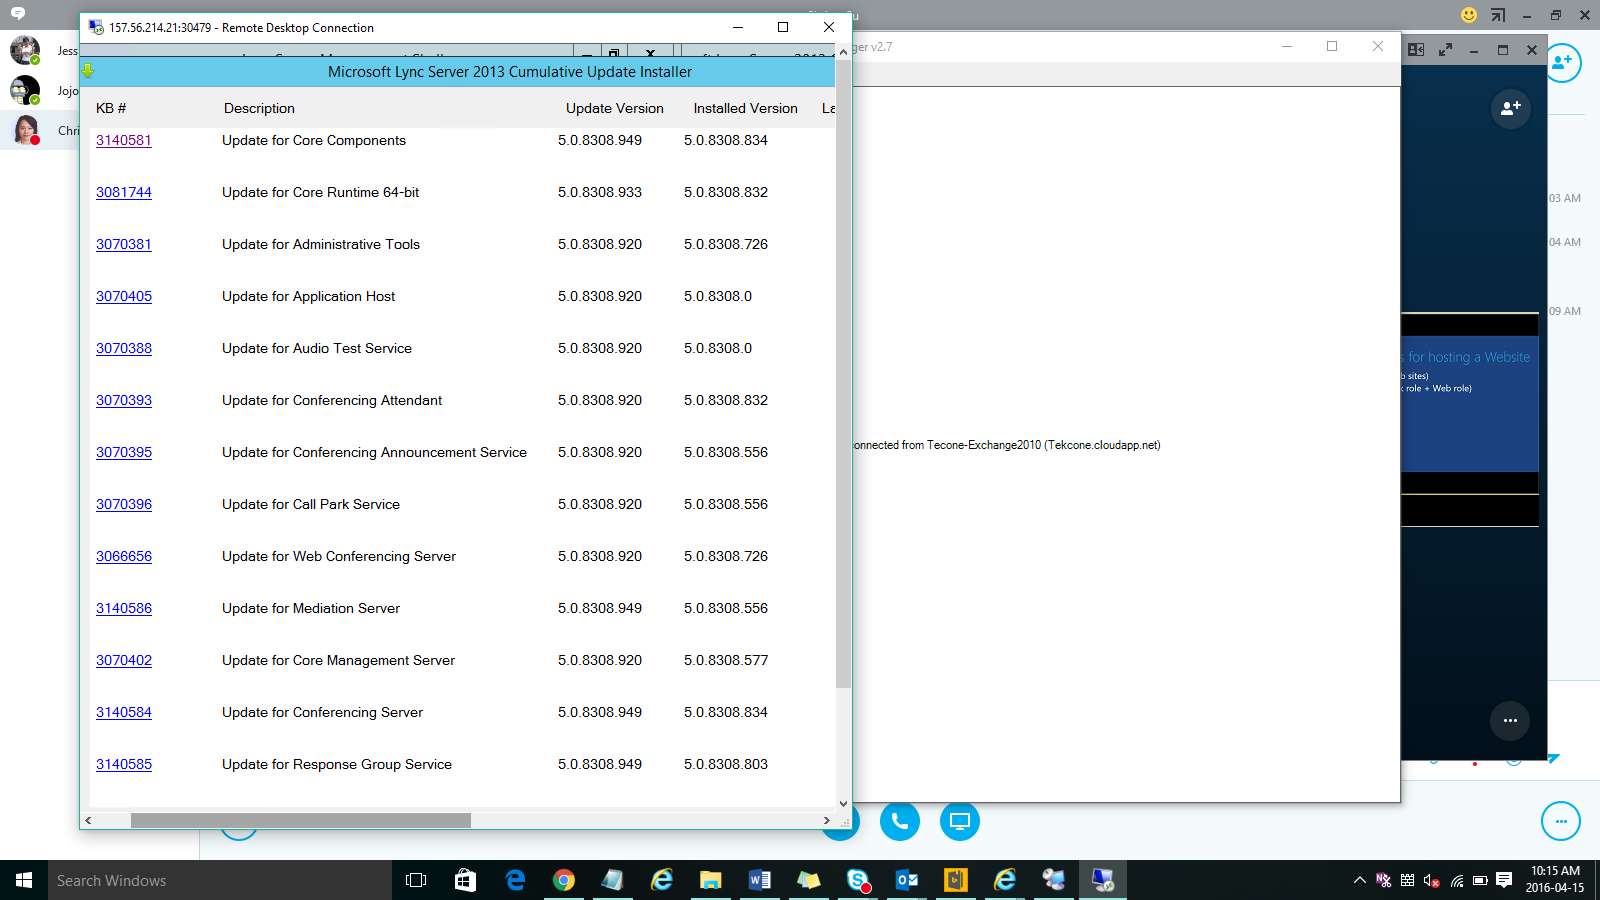 157.56.214.21:30479 - Remote Desktop Connection
Jess
Jojo
Chri
ger v2.7
Microsoft Lync Server 2013 Cumulative Update Installer
KB # Description Update Version Installed Version La
3140581 Update for Core Components 5.0.8308.949 5.0.8308.834
3081744 Update for Core Runtime 64-bit 5.0.8308.933 5.0.8308.832
3070381 Update for Administrative Tools 5.0.8308.920 5.0.8308.726
3070405 Update for Application Host 5.0.8308.920 5.0.8308.0
3070388 Update for Audio Test Service 5.0.8308.920 5.0.8308.0
3070393 Update for Conferencing Attendant 5.0.8308.920 5.0.8308.832
3070395 Update for Conferencing Announcement Service 5.0.8308.920 5.0.8308.556
3070396 Update for Call Park Service 5.0.8308.920 5.0.8308.556
3066656 Update for Web Conferencing Server 5.0.8308.920 5.0.8308.726
3140586 Update for Mediation Server 5.0.8308.949 5.0.8308.556
3070402 Update for Core Management Server 5.0.8308.920 5.0.8308.577
3140584 Update for Conferencing Server 5.0.8308.949 5.0.8308.834
3140585 Update for Response Group Service 5.0.8308.949 5.0.8308.803
onnected from Tecone-Exchange2010 (Tekcone.cloudapp.net)
03 AM
04 AM
09 AM
s for hosting a Website
b sites)
role + Web role)
Search Windows
10:15 AM
2016-04-15